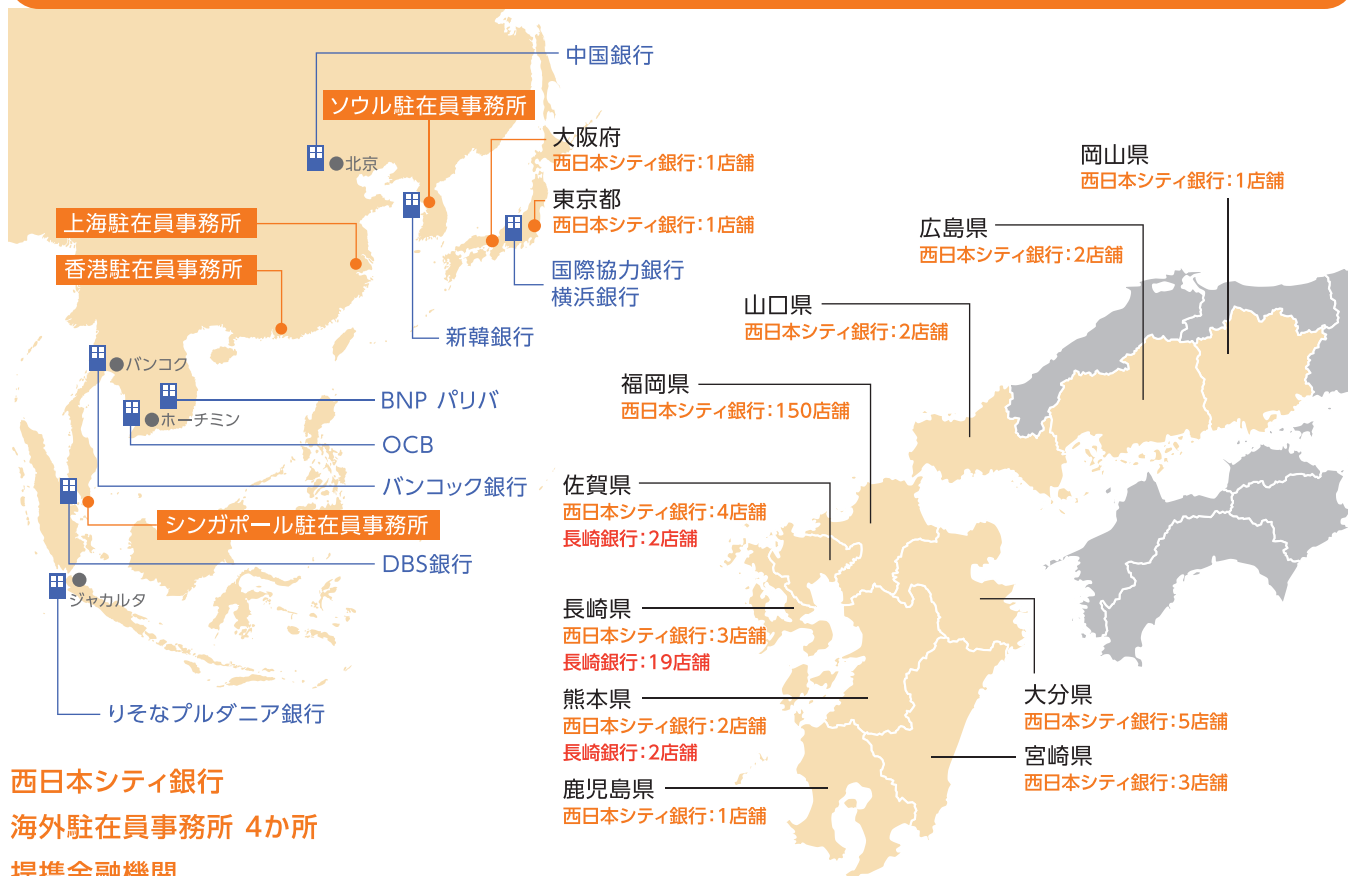 中国銀行
ソウル駐在員事務所
北京
上海駐在員事務所
香港駐在員事務所
大阪府
西日本シティ銀行：1店舗
東京都
西日本シティ銀行：1店舗
国際協力銀行
横浜銀行
新韓銀行
バンコク
ホーチミン
BNP パリバ
OCB
バンコック銀行
シンガポール駐在員事務所
DBS銀行
ジャカルタ
りそなプルダニア銀行
岡山県
西日本シティ銀行：1店舗
広島県
西日本シティ銀行：2店舗
山口県
西日本シティ銀行：2店舗
福岡県
西日本シティ銀行：150店舗
佐賀県
西日本シティ銀行：4店舗
長崎銀行：2店舗
長崎県
西日本シティ銀行：3店舗
長崎銀行：19店舗
熊本県
西日本シティ銀行：2店舗
長崎銀行：2店舗
鹿児島県
西日本シティ銀行：1店舗
大分県
西日本シティ銀行：5店舗
宮崎県
西日本シティ銀行：3店舗
西日本シティ銀行
海外駐在員事務所 4か所
提携金融機関